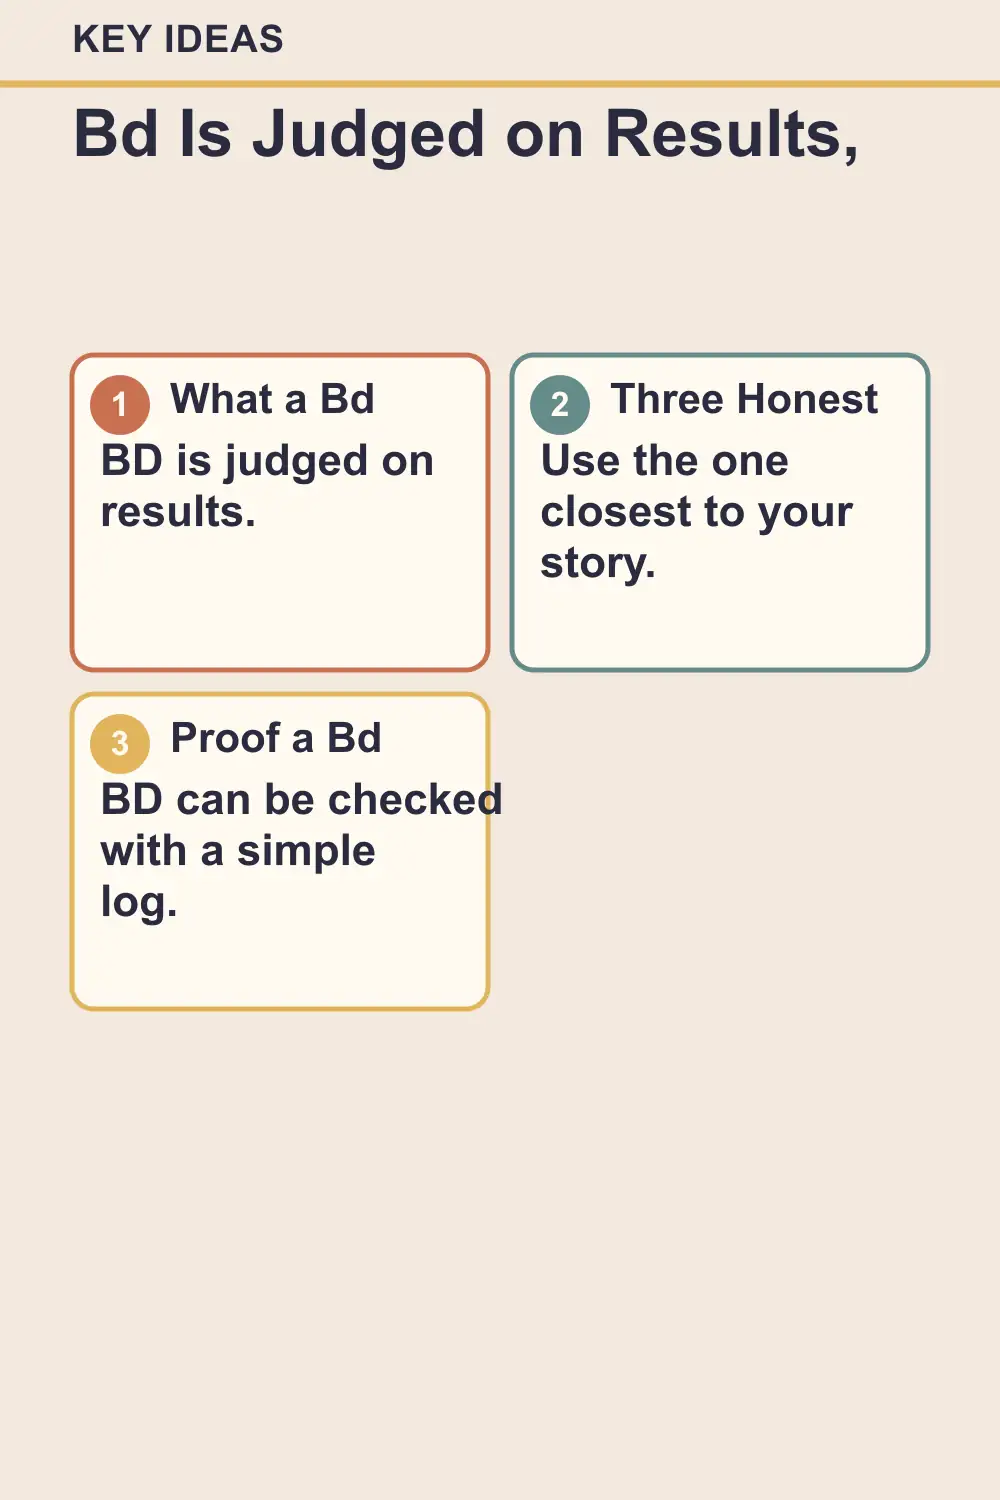 KEY IDEAS
Bd Is Judged on Results,
1 What a Bd
BD is judged on
results.
2 Three Honest
Use the one
closest to your
story.
3 Proof a Bd
BD can be checked
with a simple
log.